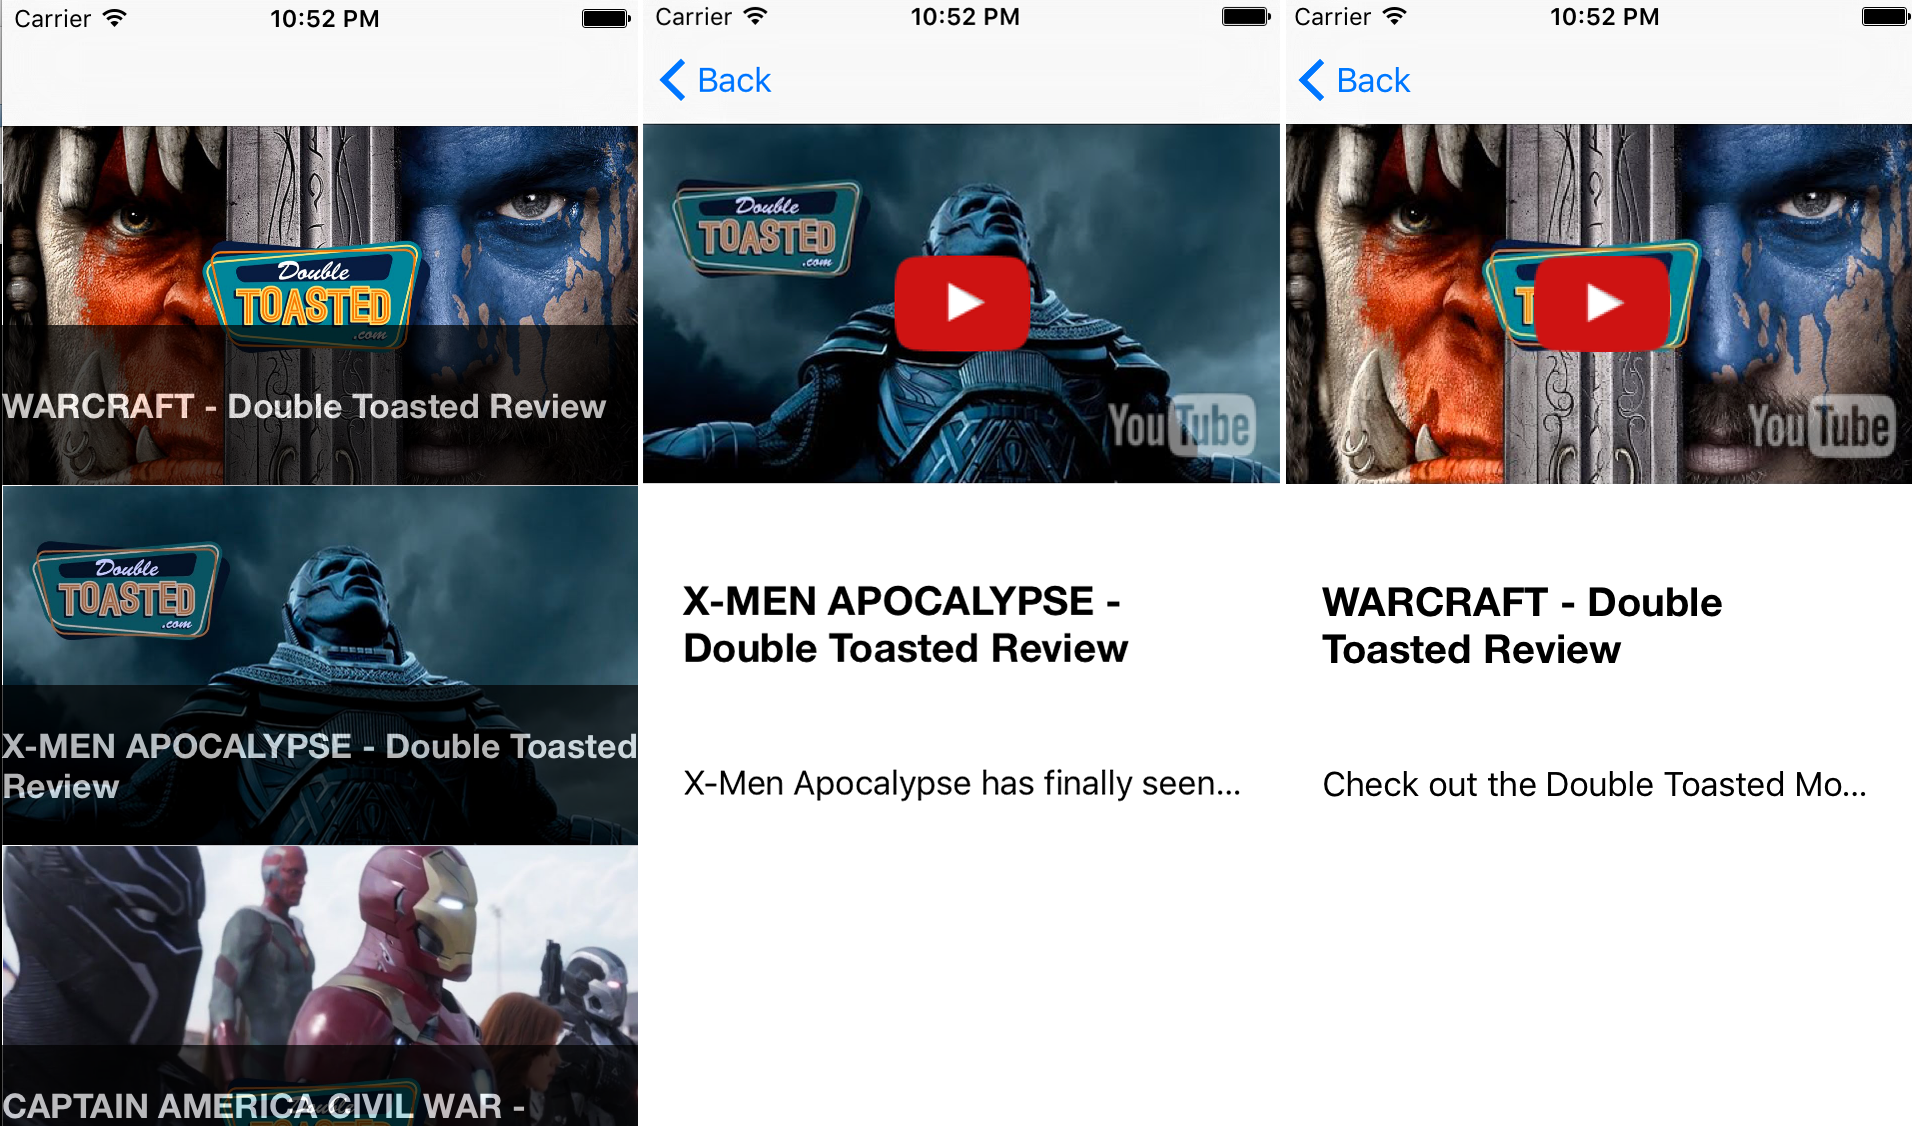 Carrier 10:52 PM
Double
TOASTED
.com
WARCRAFT - Double Toasted Review
Double
TOASTED
.com
X-MEN APOCALYPSE - Double Toasted
Review
CAPTAIN AMERICA CIVIL WAR -
Double
TOASTED
Carrier 10:52 PM
Back
Double
TOASTED
.com
YouTube
X-MEN APOCALYPSE -
Double Toasted Review
X-Men Apocalypse has finally seen...
Carrier 10:52 PM
Back
YouTube
WARCRAFT - Double
Toasted Review
Check out the Double Toasted Mo...